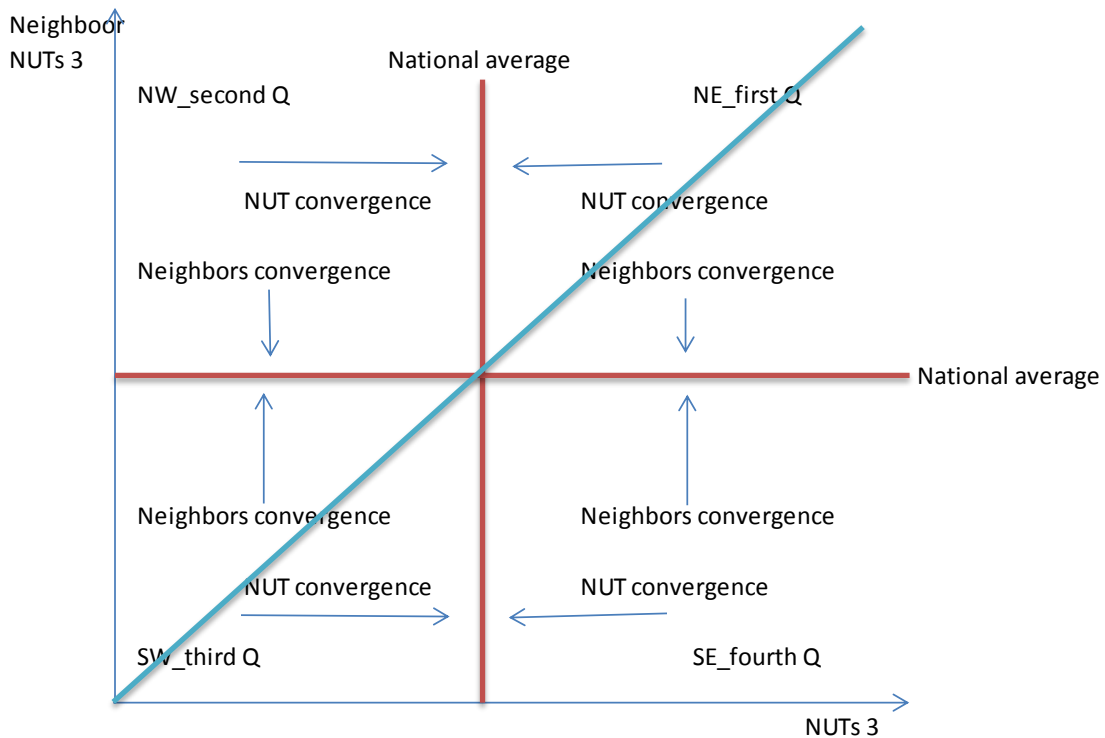 Neighboor
NUTs 3
National average
NW_second Q
NE_first Q
NUT convergence
NUT convergence
Neighbors convergence
Neighbors convergence
National average
Neighbors convergence
Neighbors convergence
NUT convergence
NUT convergence
SW_third Q
SE_fourth Q
NUTs 3